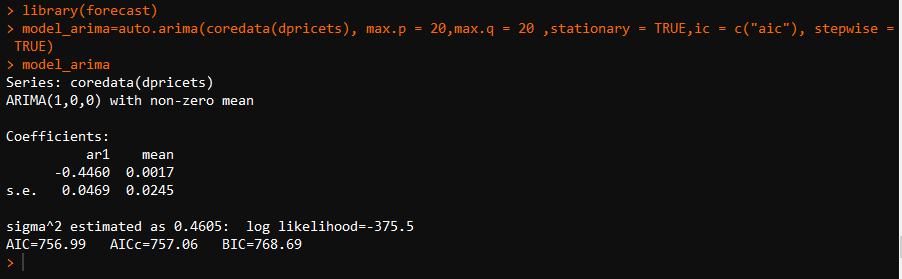 > library(forecast)
> model_arima=auto.arima(coredata(dpricets), max.p = 20,max.q = 20 ,stationary = TRUE,ic = c("aic"), stepwise =
 TRUE)
> model_arima
Series: coredata(dpricets)
ARIMA(1,0,0) with non-zero mean

Coefficients:
          ar1    mean
      -0.4460  0.0017
s.e.   0.0469  0.0245

sigma^2 estimated as 0.4605:  log likelihood=-375.5
AIC=756.99   AICc=757.06   BIC=768.69
>